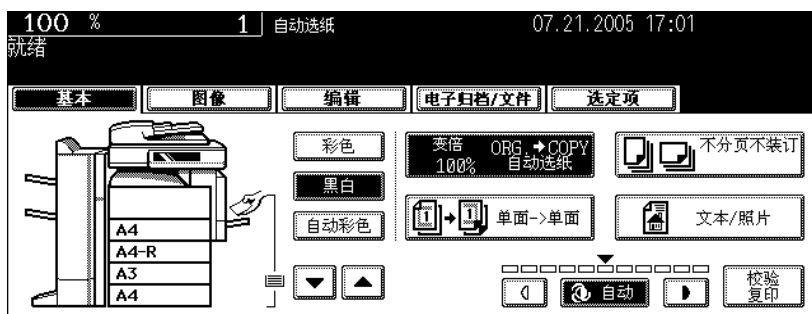 100 % 1 自动选纸 07.21.2005 17:01
就绪
基本 图像 编辑 电子归档/文件 选定项
彩色
黑白
自动彩色
变倍 ORG.➔COPY
100% 自动选纸
不分页不装订
1➔1 单面->单面
文本/照片
A4
A4-R
A3
A4
自动
校验
复印